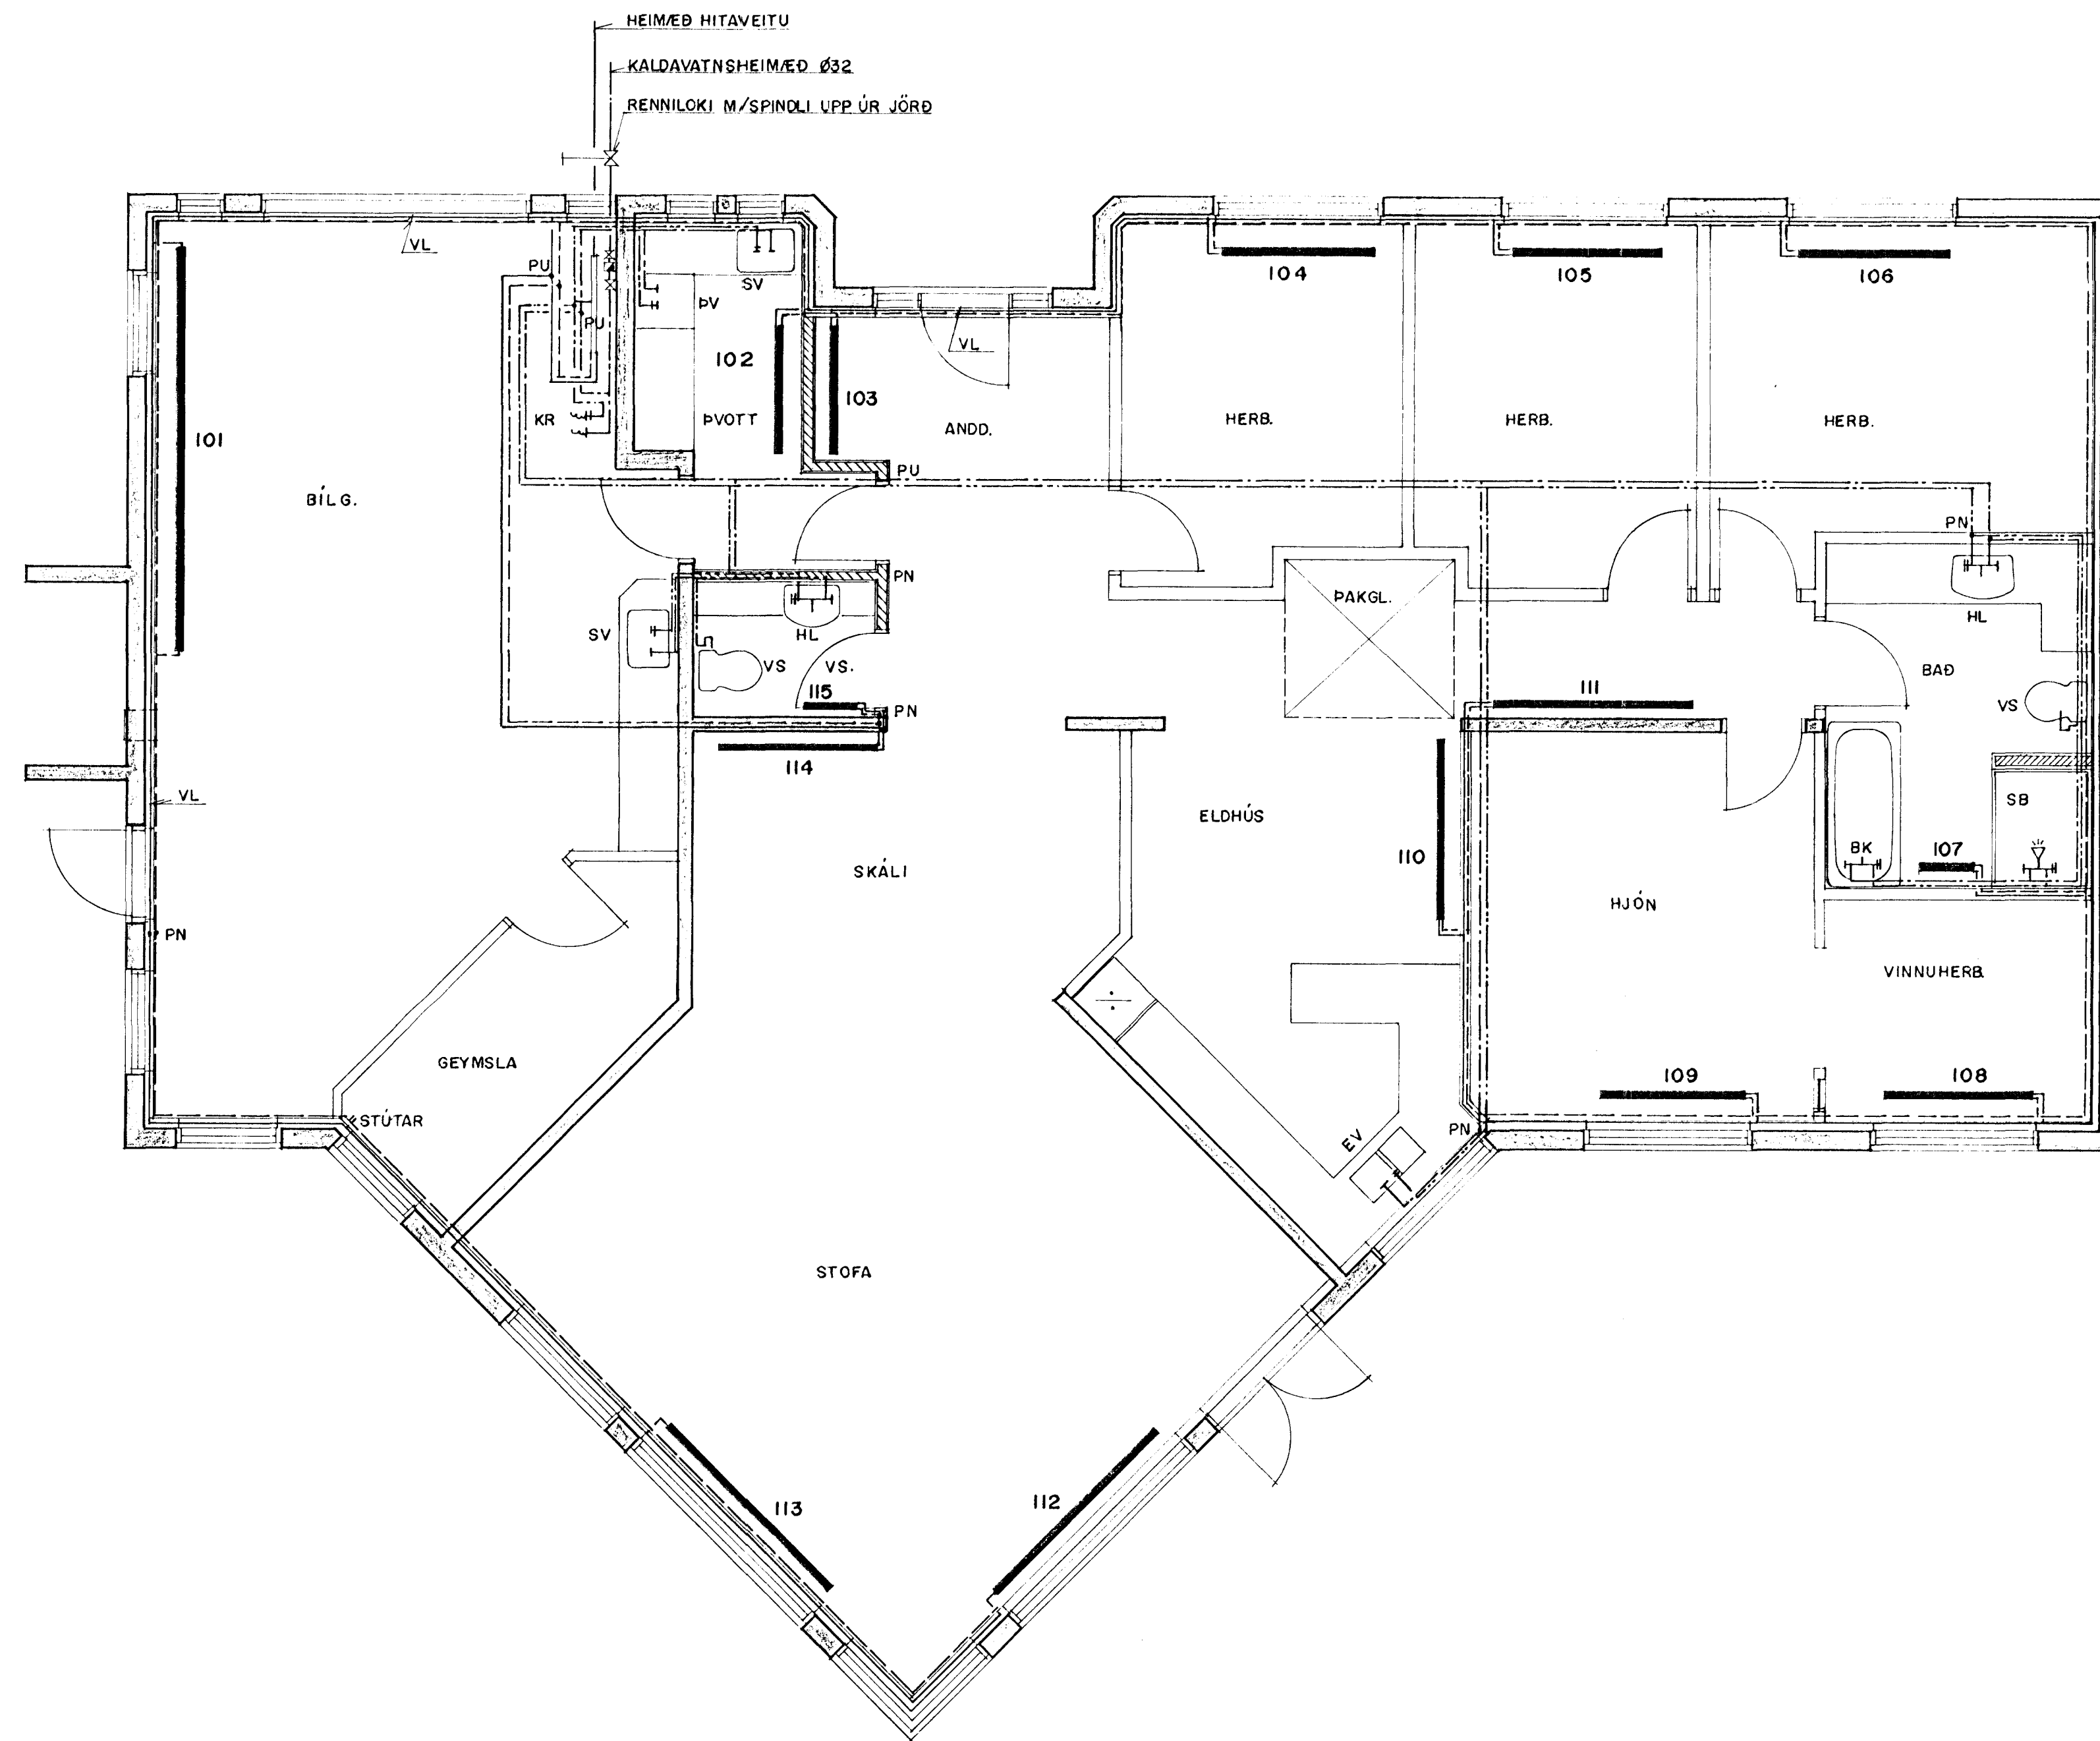 HEIMÆÐ HITAVEITU
KALDAVATNSHEIMÆÐ Ø32
RENNILOKI M/SPINDLI UPP ÚR JÖRÐ
VL
PU
SV
ÞV
PU
102
VL
103
104
105
106
KR
ÞVOTT
ANDD.
HERB.
HERB.
HERB.
101
BÍLG.
PU
PN
PN
ÞAKGL.
SV
HL
VS
VS.
115
PN
HL
BAÐ
VS
111
114
VL
ELDHÚS
SB
SKÁLI
110
BK
107
HJÓN
PN
VINNUHERB.
GEYMSLA
109
108
STÚTAR
EV
PN
STOFA
113
112